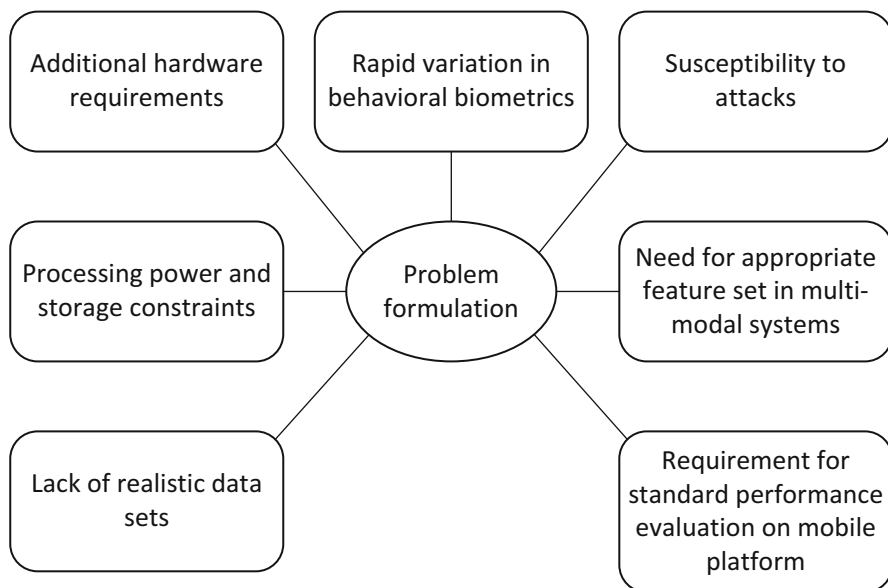 Additional hardware
requirements
Rapid variation in
behavioral biometrics
Susceptibility to
attacks
Processing power and
storage constraints
Problem
formulation
Need for appropriate
feature set in multi-
modal systems
Lack of realistic data
sets
Requirement for
standard performance
evaluation on mobile
platform